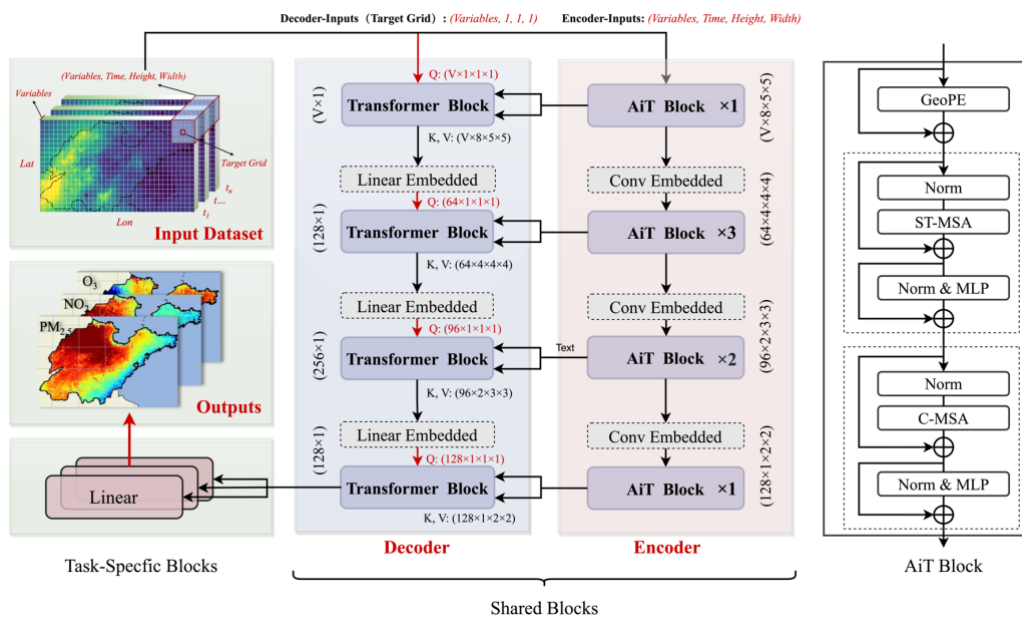 Decoder-Inputs（Target Grid）: (Variables, 1, 1, 1)
Encoder-Inputs: (Variables, Time, Height, Width)
(Variables, Time, Height, Width)
Variables
Lat
Target Grid
tn
t...
t1
Lon
Input Dataset
O3
NO2
PM2.5
Outputs
Linear
Task-Specfic Blocks
Q: (V×1×1×1)
(V×1)
Transformer Block
K, V: (V×8×5×5)
Linear Embedded
Q: (64×1×1×1)
(128×1)
Transformer Block
K, V: (64×4×4×4)
Linear Embedded
Q: (96×1×1×1)
(256×1)
Transformer Block
K, V: (96×2×3×3)
Linear Embedded
Q: (128×1×1×1)
(128×1)
Transformer Block
K, V: (128×1×2×2)
Decoder
Text
AiT Block ×1
(V×8×5×5)
Conv Embedded
(64×4×4×4)
AiT Block ×3
Conv Embedded
(96×2×3×3)
AiT Block ×2
Conv Embedded
(128×1×2×2)
AiT Block ×1
Encoder
Shared Blocks
GeoPE
Norm
ST-MSA
Norm & MLP
Norm
C-MSA
Norm & MLP
AiT Block